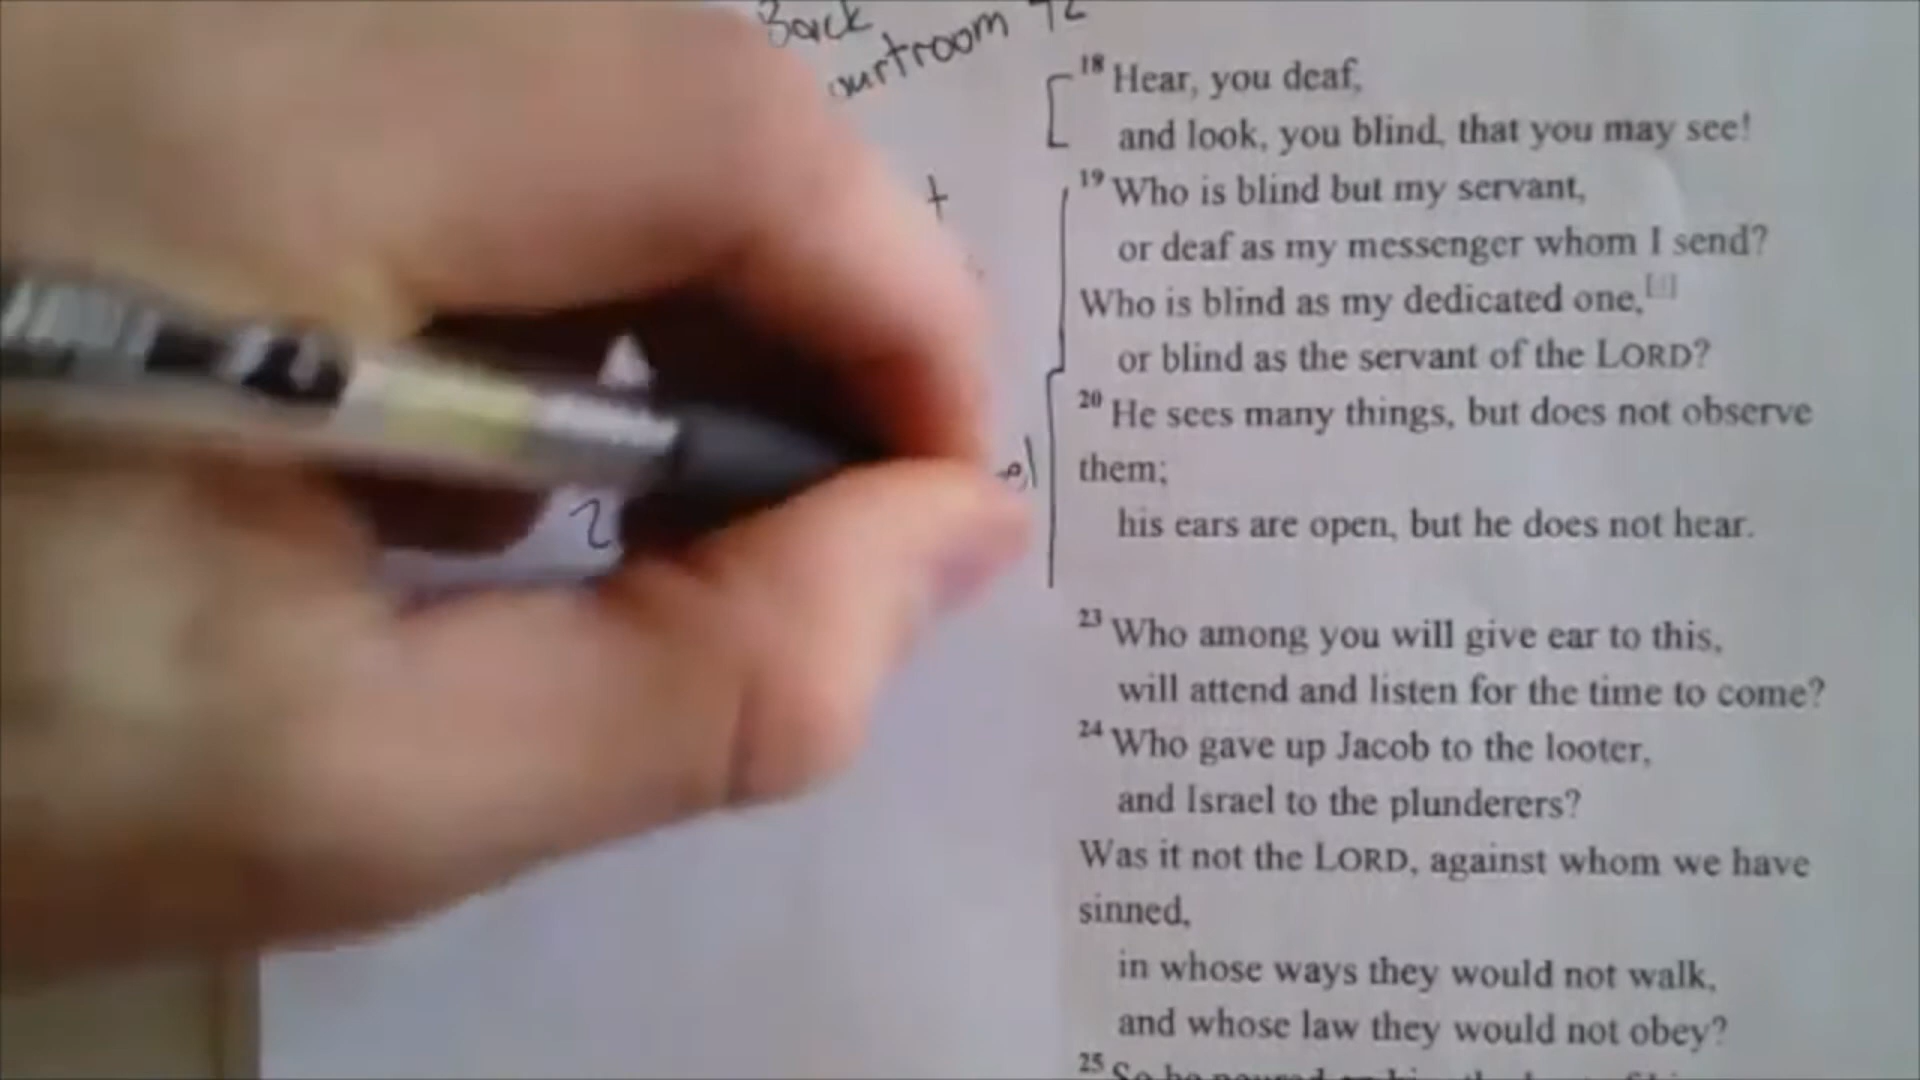 Back
courtroom
18 Hear, you deaf,
and look, you blind, that you may see!
19 Who is blind but my servant,
or deaf as my messenger whom I send?
Who is blind as my dedicated one,
or blind as the servant of the LORD?
20 He sees many things, but does not observe
them;
his ears are open, but he does not hear.
23 Who among you will give ear to this,
will attend and listen for the time to come?
24 Who gave up Jacob to the looter,
and Israel to the plunderers?
Was it not the LORD, against whom we have
sinned,
in whose ways they would not walk,
and whose law they would not obey?
25 So he poured